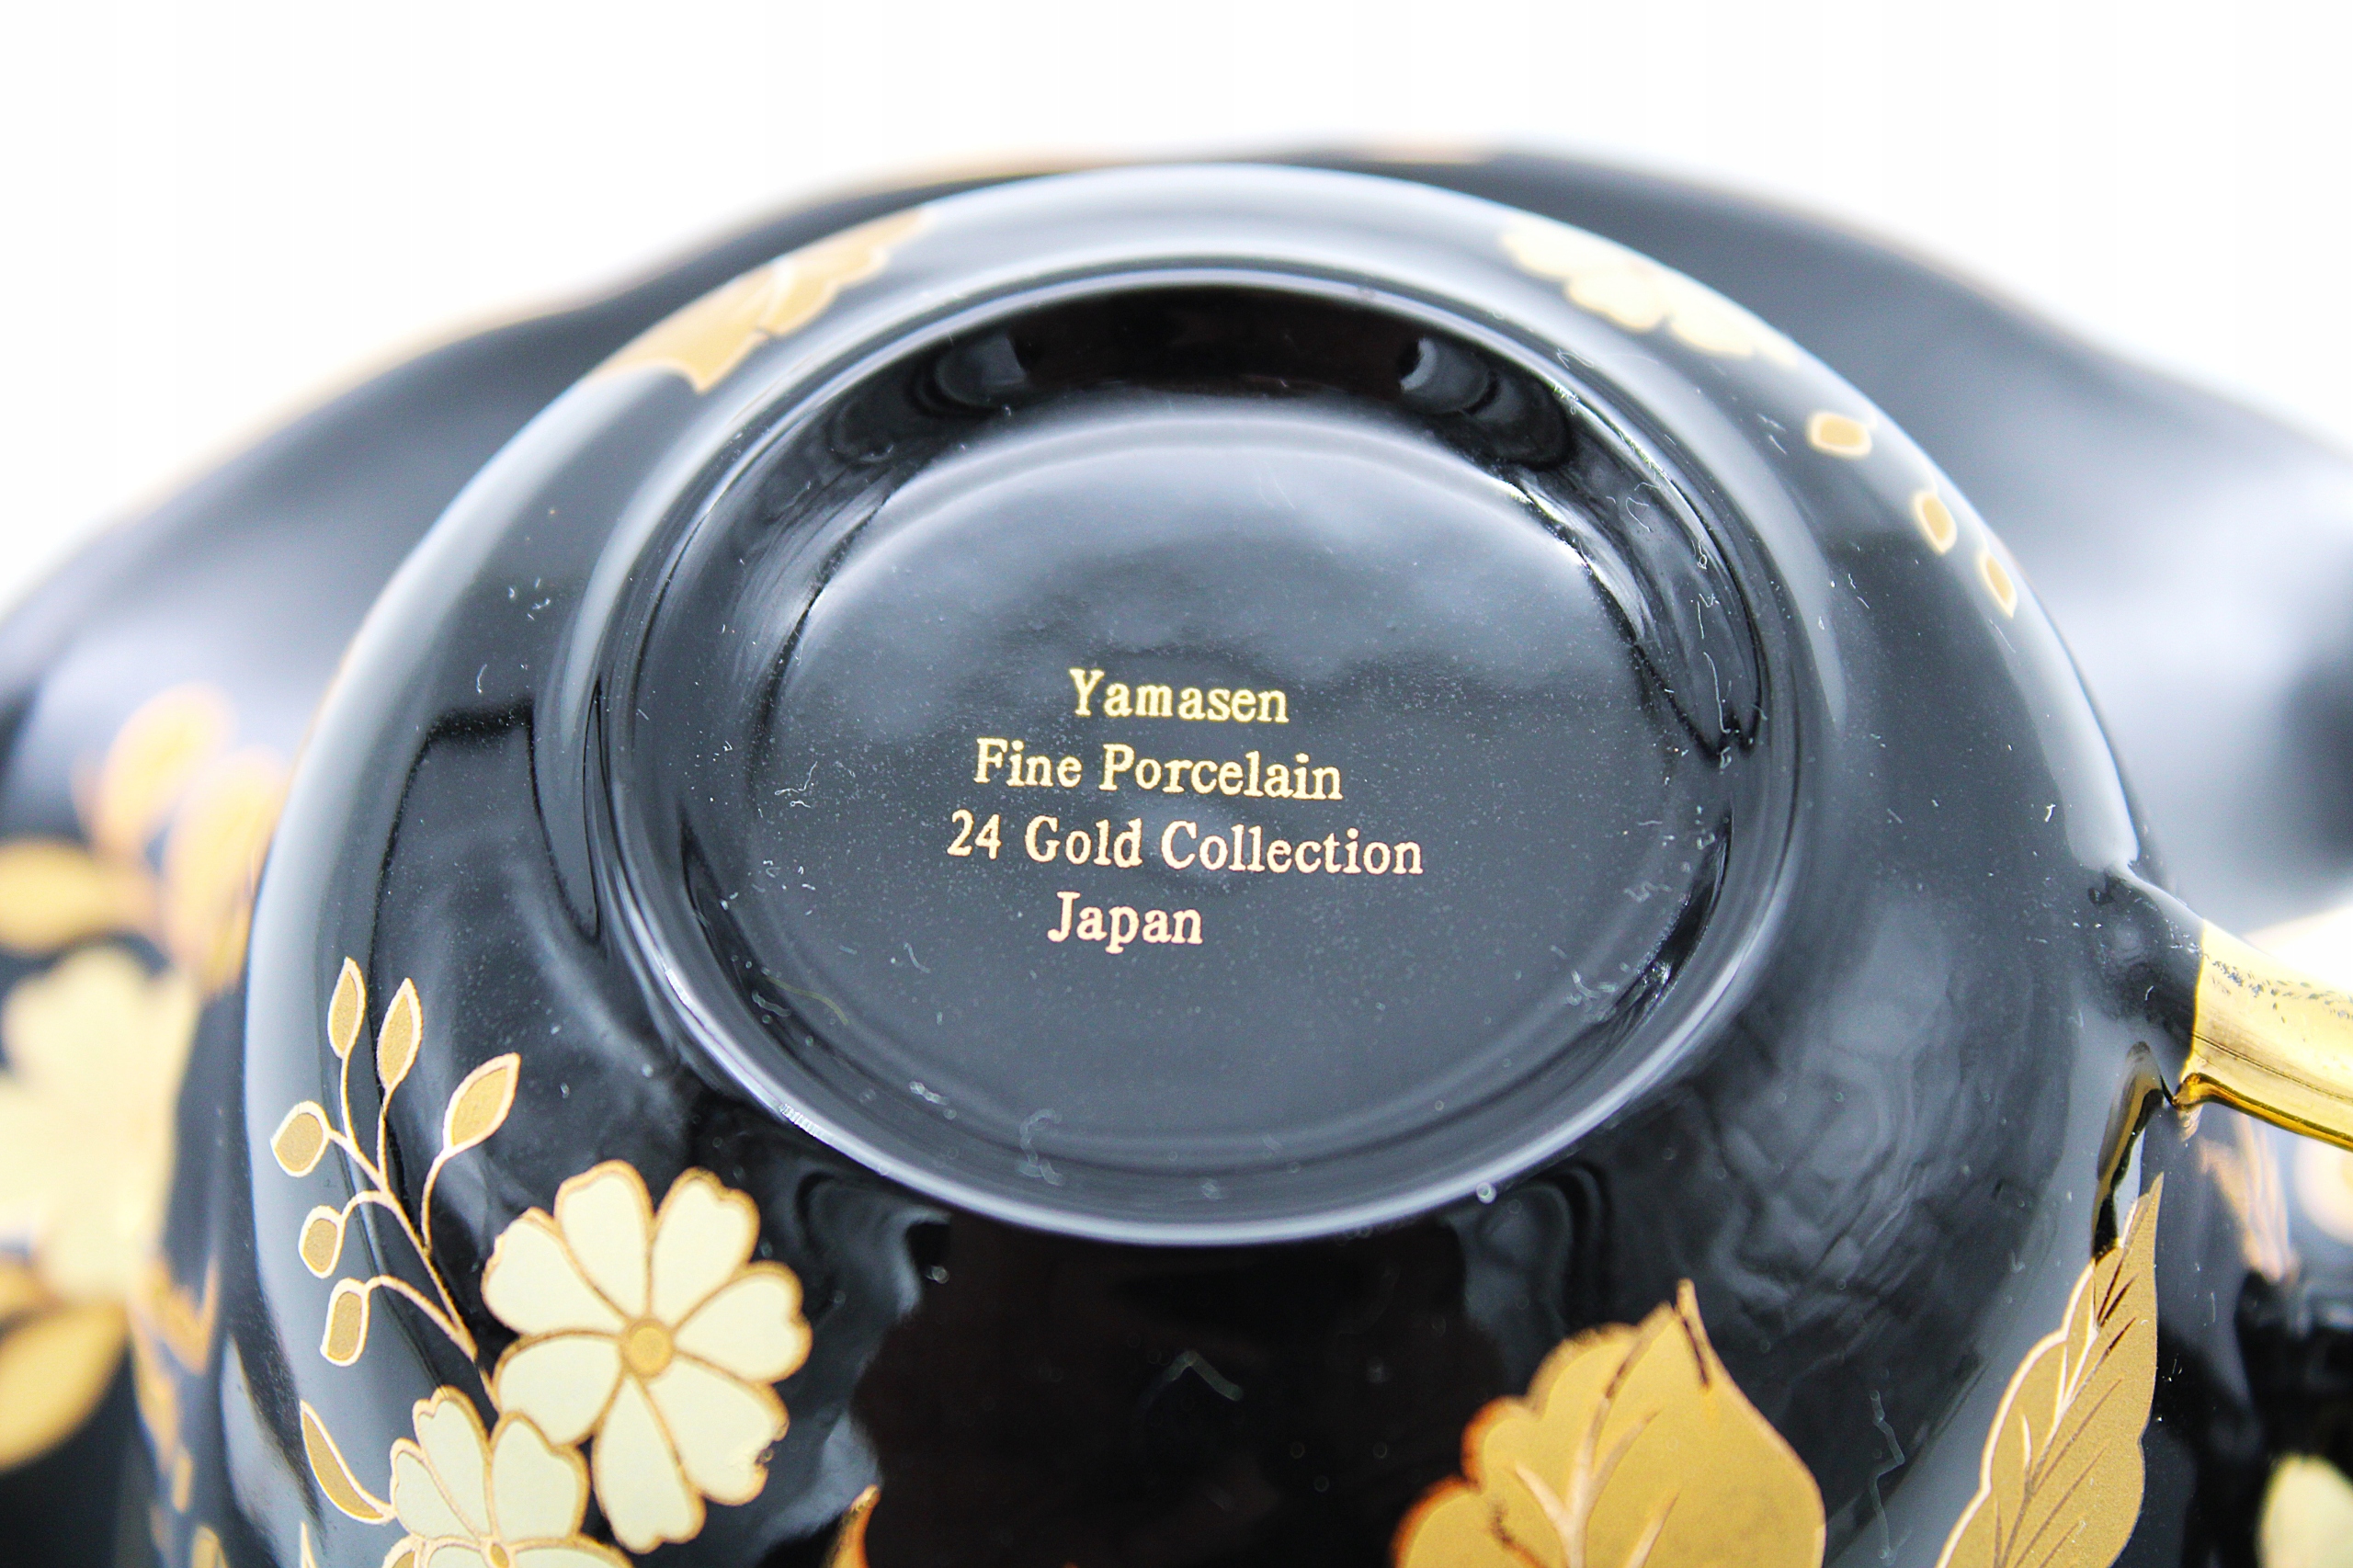 Yamasen
Fine Porcelain
24 Gold Collection
Japan